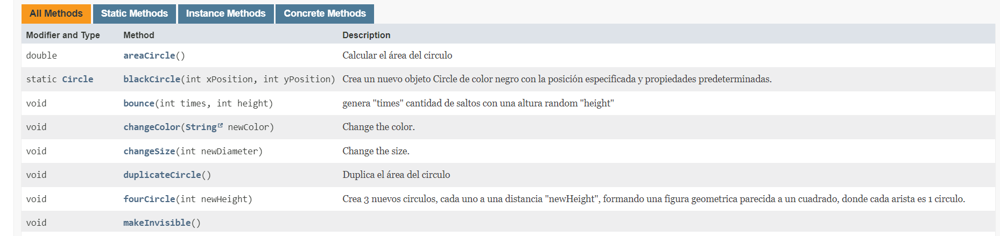 All Methods Static Methods Instance Methods Concrete Methods
Modifier and Type Method Description
double areaCircle() Calcular el área del circulo
static Circle blackCircle(int xPosition, int yPosition) Crea un nuevo objeto Circle de color negro con la posición especificada y propiedades predeterminadas.
void bounce(int times, int height) genera "times" cantidad de saltos con una altura random "height"
void changeColor(String newColor) Change the color.
void changeSize(int newDiameter) Change the size.
void duplicateCircle() Duplica el área del circulo
void fourCircle(int newHeight) Crea 3 nuevos circulos, cada uno a una distancia "newHeight", formando una figura geometrica parecida a un cuadrado, donde cada arista es 1 circulo.
void makeInvisible()